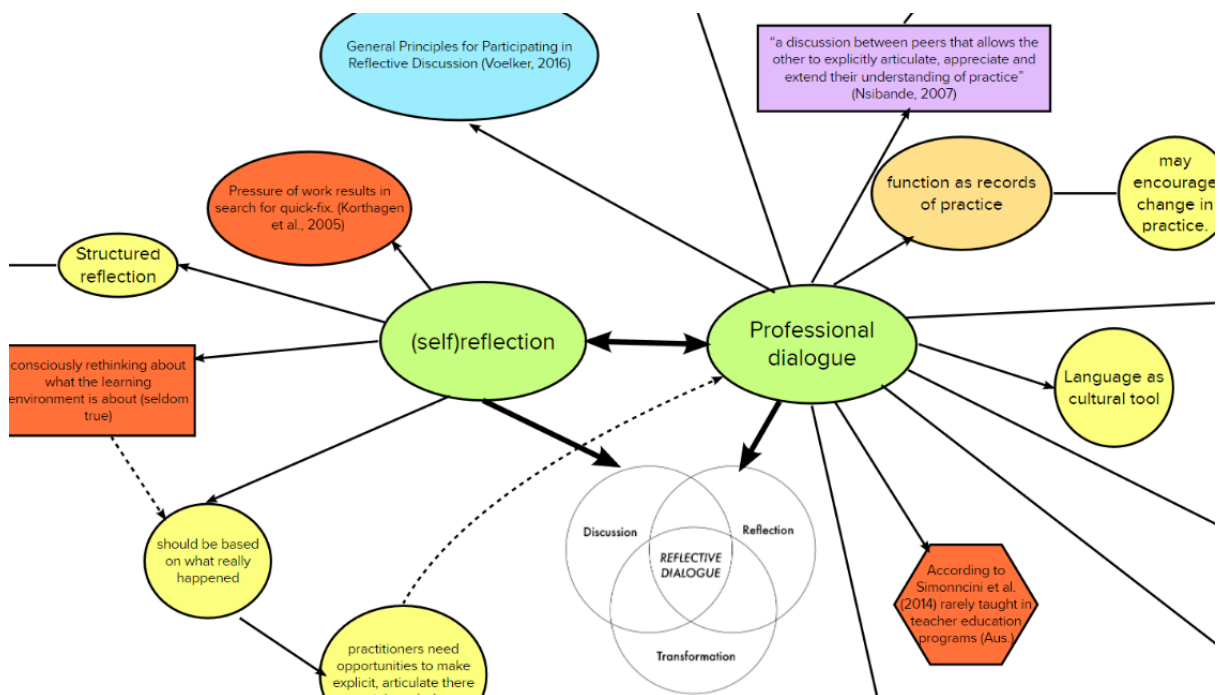 General Principles for Participating in
Reflective Discussion (Voelker, 2016)
“a discussion between peers that allows the
other to explicitly articulate, appreciate and
extend their understanding of practice”
(Nsibande, 2007)
Pressure of work results in
search for quick-fix. (Korthagen
et al., 2005)
function as records
of practice
may
encourage
change in
practice.
Structured
reflection
(self)reflection
Professional
dialogue
consciously rethinking about
what the learning
environment is about (seldom
true)
Language as
cultural tool
should be based
on what really
happened
Discussion
Reflection
REFLECTIVE
DIALOGUE
Transformation
According to
Simonncini et al.
(2014) rarely taught in
teacher education
programs (Aus.)
practitioners need
opportunities to make
explicit, articulate there